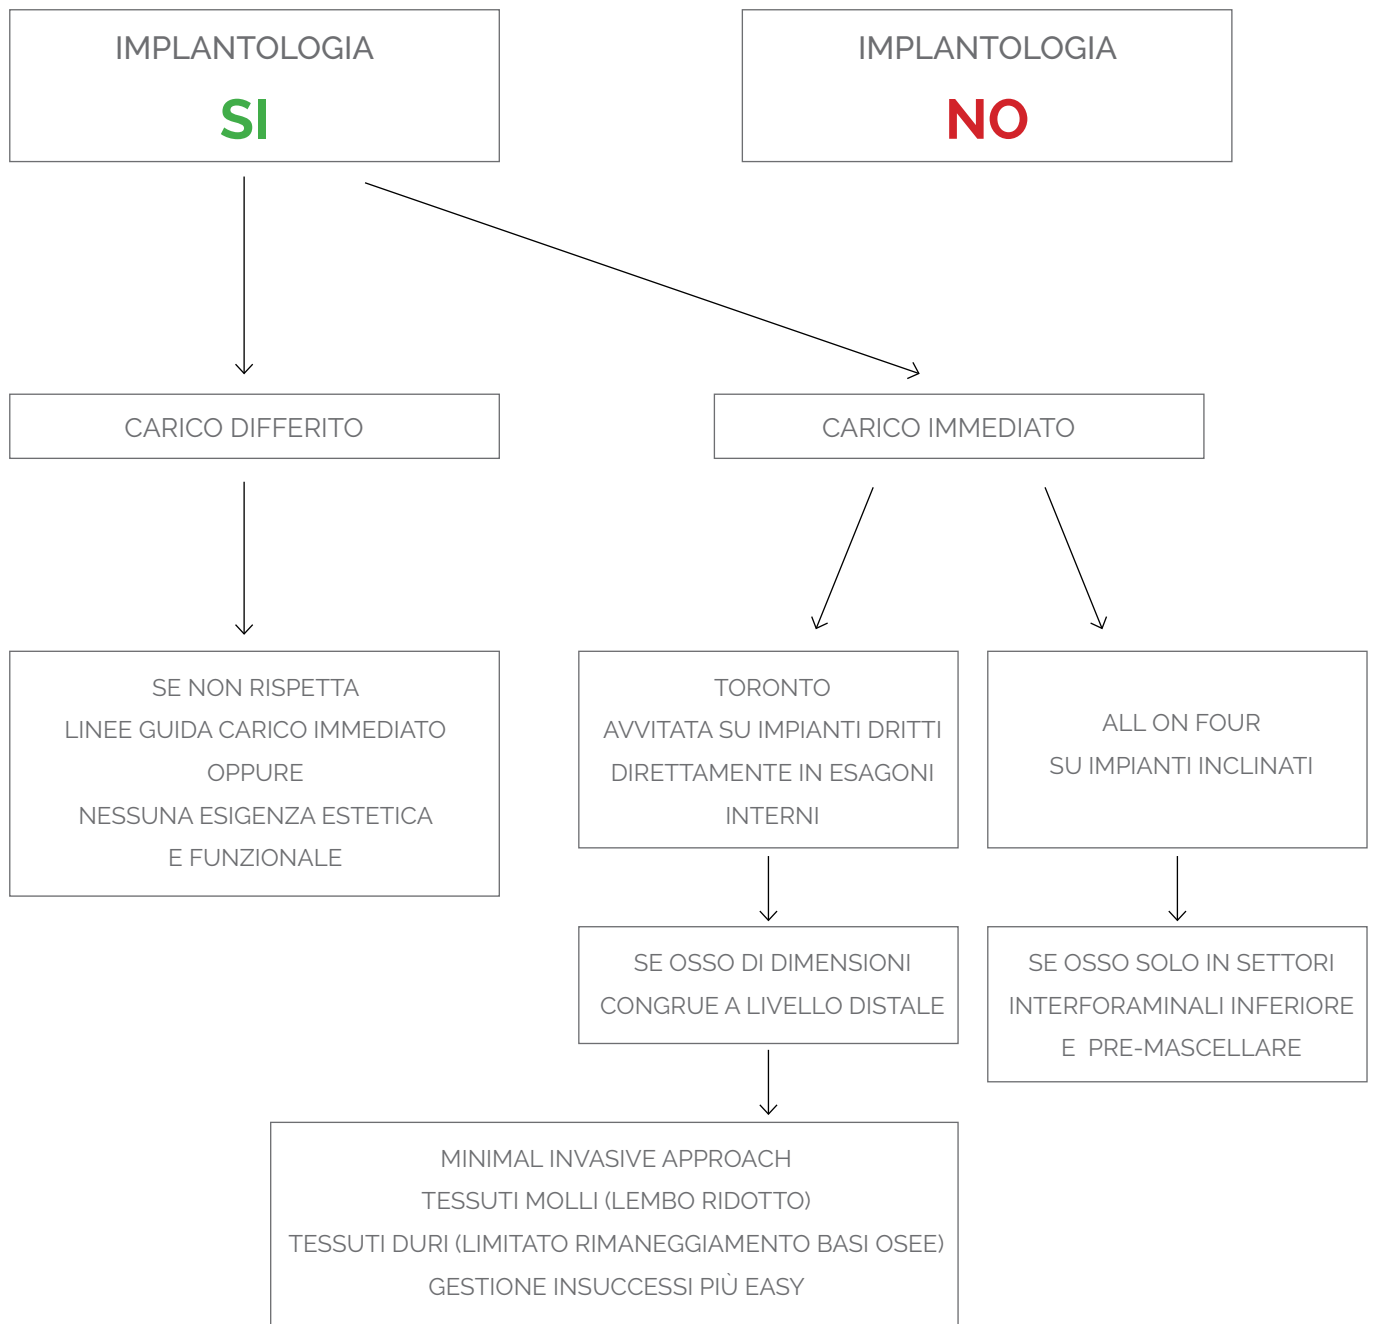 IMPLANTOLOGIA
SI
IMPLANTOLOGIA
NO
CARICO DIFFERITO
CARICO IMMEDIATO
SE NON RISPETTA
LINEE GUIDA CARICO IMMEDIATO
OPPURE
NESSUNA ESIGENZA ESTETICA
E FUNZIONALE
TORONTO
AVVITATA SU IMPIANTI DRITTI
DIRETTAMENTE IN ESAGONI
INTERNI
ALL ON FOUR
SU IMPIANTI INCLINATI
SE OSSO DI DIMENSIONI
CONGRUE A LIVELLO DISTALE
SE OSSO SOLO IN SETTORI
INTERFORAMINALI INFERIORE
E PRE-MASCELLARE
MINIMAL INVASIVE APPROACH
TESSUTI MOLLI (LEMBO RIDOTTO)
TESSUTI DURI (LIMITATO RIMANEGGIAMENTO BASI OSEE)
GESTIONE INSUCCESSI PIÙ EASY